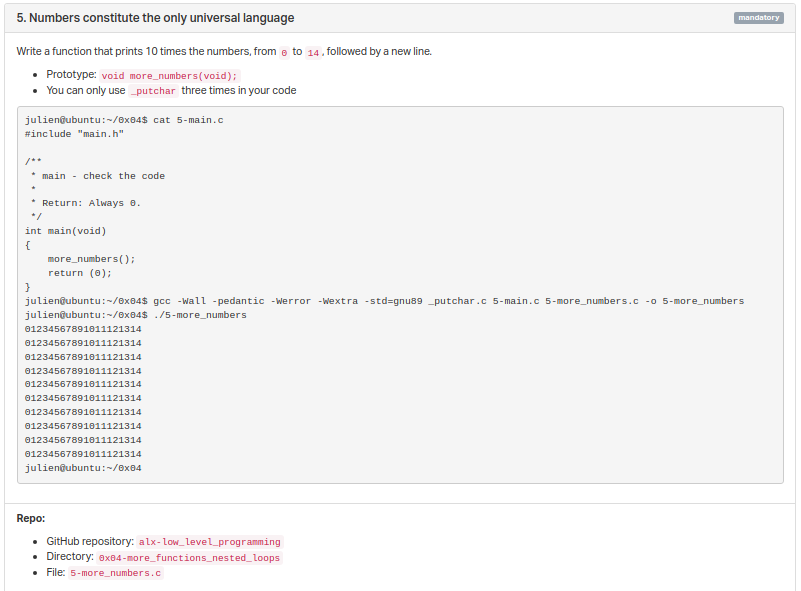 5. Numbers constitute the only universal language
mandatory
Write a function that prints 10 times the numbers, from 0 to 14, followed by a new line.
Prototype: void more_numbers(void);
You can only use _putchar three times in your code
julien@ubuntu:~/0x04$ cat 5-main.c
#include "main.h"
/**
* main - check the code
*
* Return: Always 0.
*/
int main(void)
{
more_numbers();
return (0);
}
julien@ubuntu:~/0x04$ gcc -Wall -pedantic -Werror -Wextra -std=gnu89 _putchar.c 5-main.c 5-more_numbers.c -o 5-more_numbers
julien@ubuntu:~/0x04$ ./5-more_numbers
01234567891011121314
01234567891011121314
01234567891011121314
01234567891011121314
01234567891011121314
01234567891011121314
01234567891011121314
01234567891011121314
01234567891011121314
01234567891011121314
julien@ubuntu:~/0x04
Repo:
GitHub repository: alx-low_level_programming
Directory: 0x04-more_functions_nested_loops
File: 5-more_numbers.c